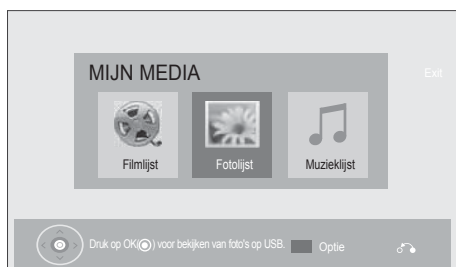 MIJN MEDIA
Exit
Filmlijst Fotolijst Muzieklijst
Druk op OK(◉) voor bekijken van foto's op USB. Optie